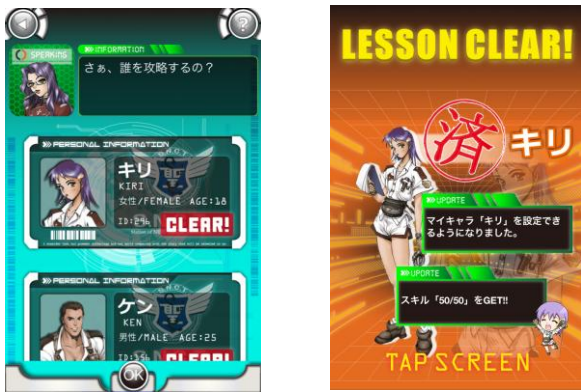 ?
SPEAKING
INFORMATION
さぁ、誰を攻略するの？
PERSONAL INFORMATION
キリ
KIRI
女性/FEMALE AGE:18
ID:296
CLEAR!
PERSONAL INFORMATION
ケン
KEN
男性/MALE AGE:25
CLEAR!
OK
LESSON CLEAR!
済
キリ
UPDATE
マイキャラ「キリ」を設定でき
るようになりました。
UPDATE
スキル「50/50」をGET!!
TAP SCREEN